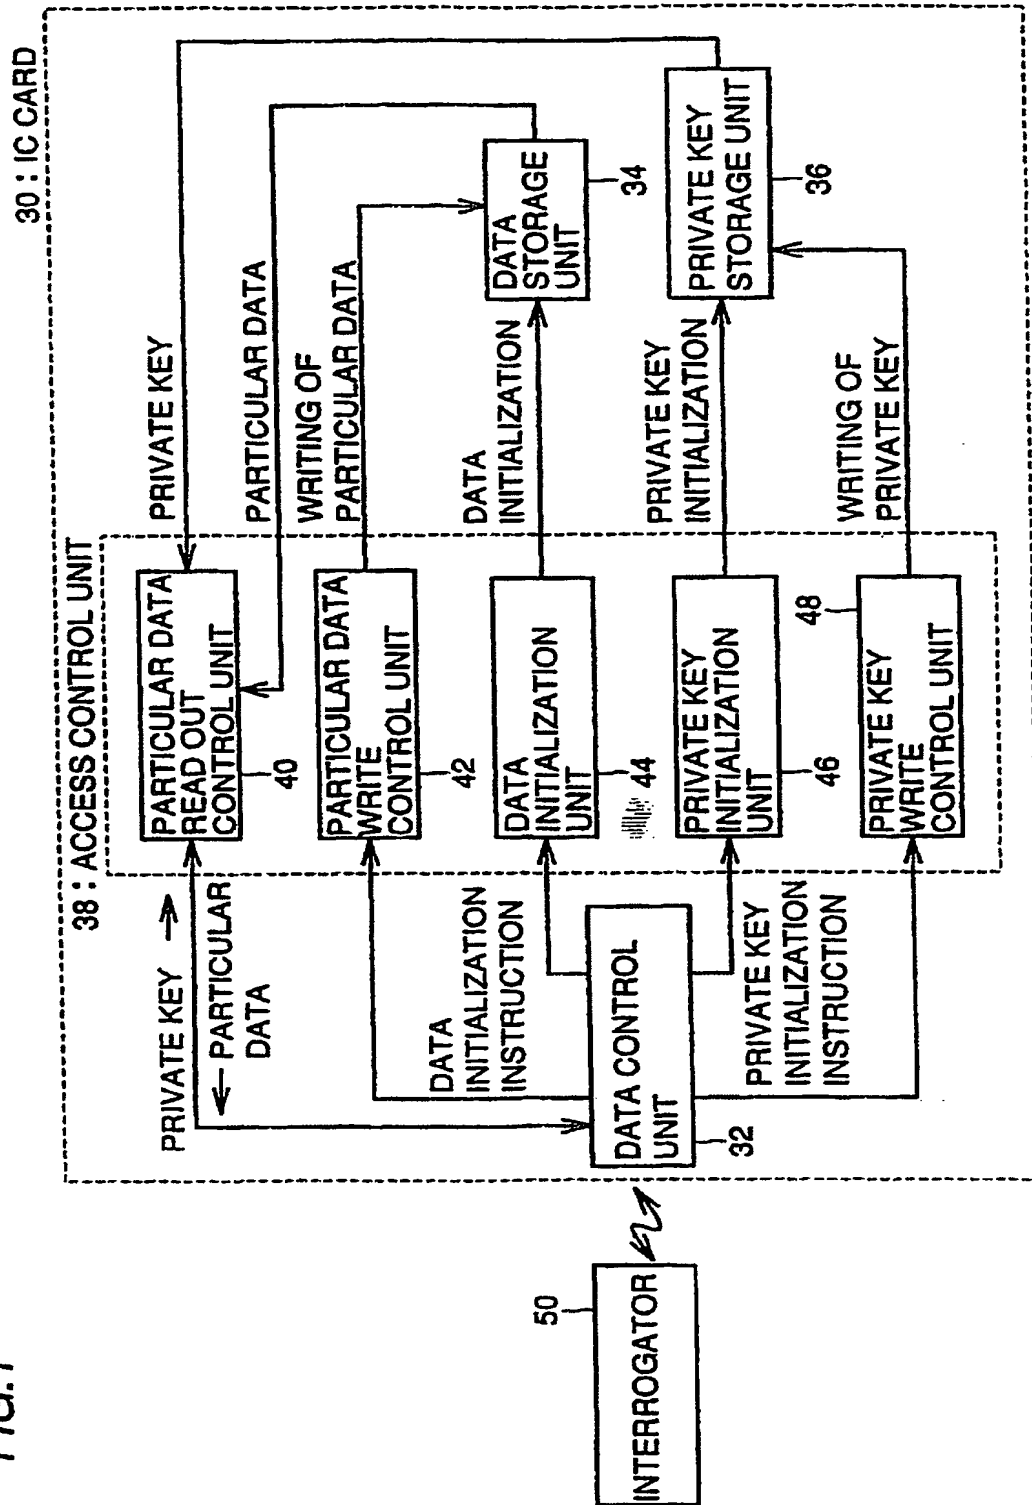 FIG.1
30 : IC CARD
38 : ACCESS CONTROL UNIT
PRIVATE KEY →
← PARTICULAR
DATA
PARTICULAR DATA
READ OUT
CONTROL UNIT
40
PRIVATE KEY
PARTICULAR DATA
PARTICULAR DATA
WRITE
CONTROL UNIT
42
WRITING OF
PARTICULAR DATA
DATA
INITIALIZATION
INSTRUCTION
DATA
INITIALIZATION
UNIT
44
DATA
INITIALIZATION
DATA
STORAGE
UNIT
34
50
INTERROGATOR
DATA CONTROL
UNIT
32
PRIVATE KEY
INITIALIZATION
INSTRUCTION
PRIVATE KEY
INITIALIZATION
UNIT
46
PRIVATE KEY
INITIALIZATION
PRIVATE KEY
STORAGE UNIT
36
48
PRIVATE KEY
WRITE
CONTROL UNIT
WRITING OF
PRIVATE KEY